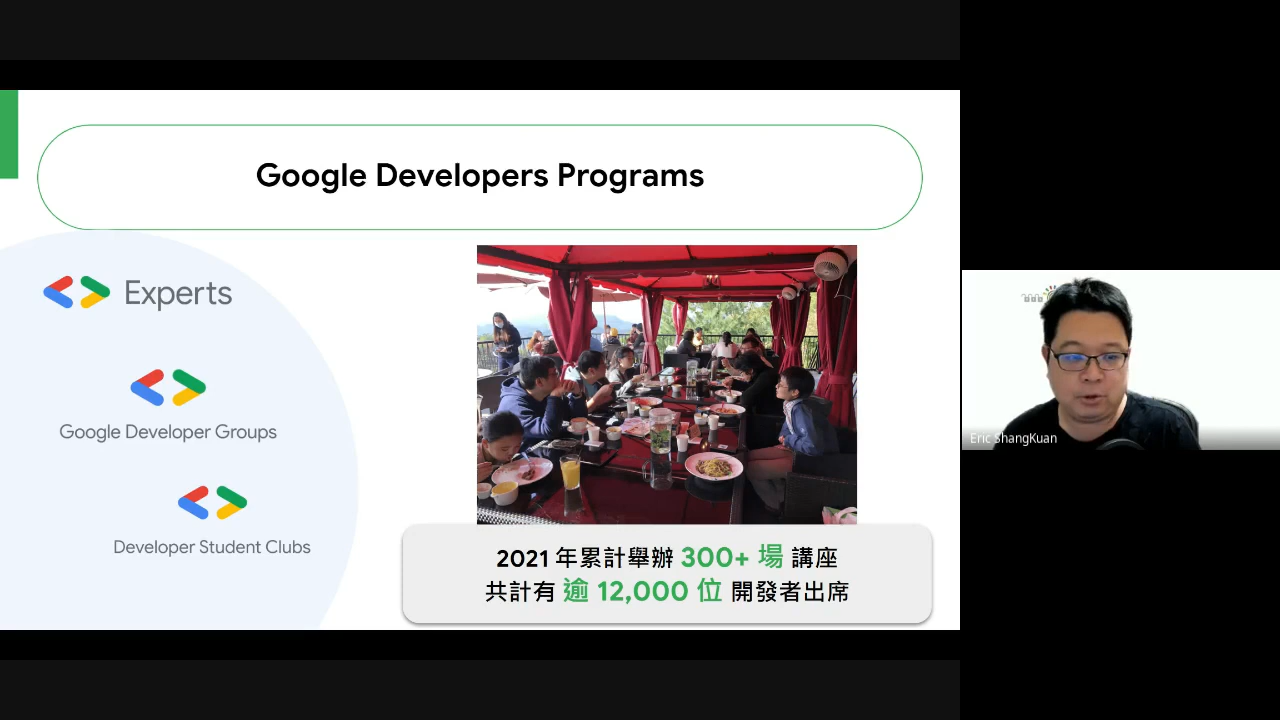 Google Developers Programs
Experts
Google Developer Groups
Developer Student Clubs
2021 年累計舉辦 300+ 場 講座
共計有 逾 12,000 位 開發者出席
Eric ShangKuan